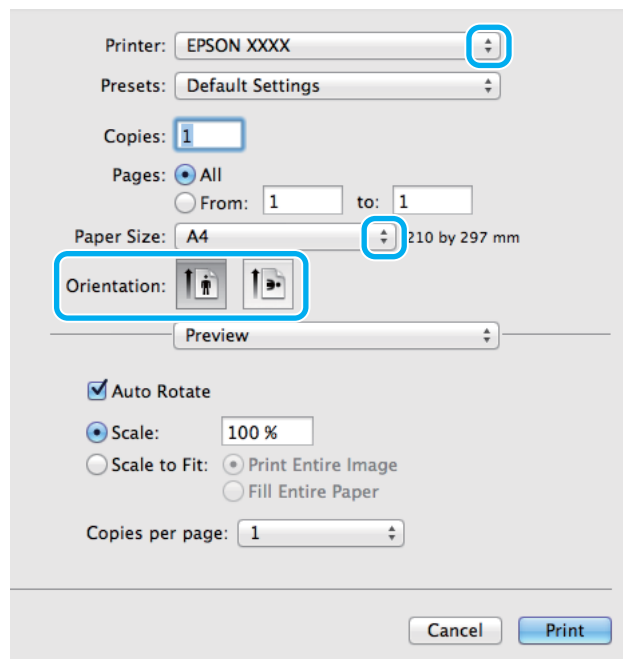 Printer: EPSON XXXX
Presets: Default Settings
Copies: 1
Pages: All
From: 1 to: 1
Paper Size: A4 210 by 297 mm
Orientation:
Preview
Auto Rotate
Scale: 100 %
Scale to Fit: Print Entire Image
Fill Entire Paper
Copies per page: 1
Cancel Print